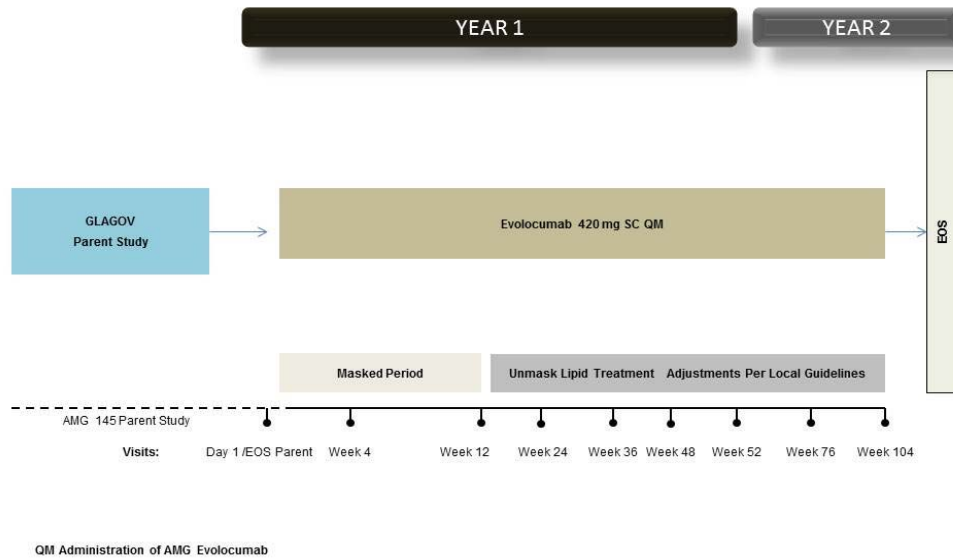 YEAR 1
YEAR 2
GLAGOV
Parent Study
Evolocumab 420 mg SC QM
EOS
Masked Period
Unmask Lipid Treatment Adjustments Per Local Guidelines
AMG 145 Parent Study
Visits:
Day 1 /EOS Parent
Week 4
Week 12
Week 24
Week 36
Week 48
Week 52
Week 76
Week 104
QM Administration of AMG Evolocumab